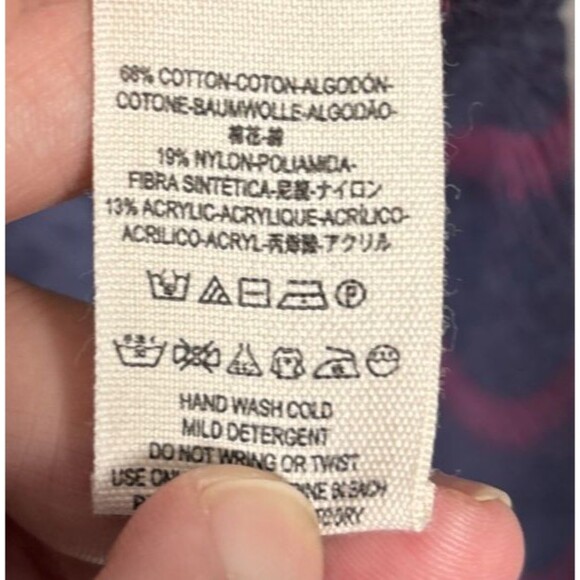 68% COTTON-COTON-ALGODÓN-
COTONE-BAUMWOLLE-ALGODÃO-
棉花-綿
19% NYLON-POLIAMIDA-
FIBRA SINTÉTICA-尼龍-ナイロン
13% ACRYLIC-ACRYLIQUE-ACRÍLICO-
ACRILICO-ACRYL-丙烯酸-アクリル
P
HAND WASH COLD
MILD DETERGENT
DO NOT WRING OR TWIST
USE